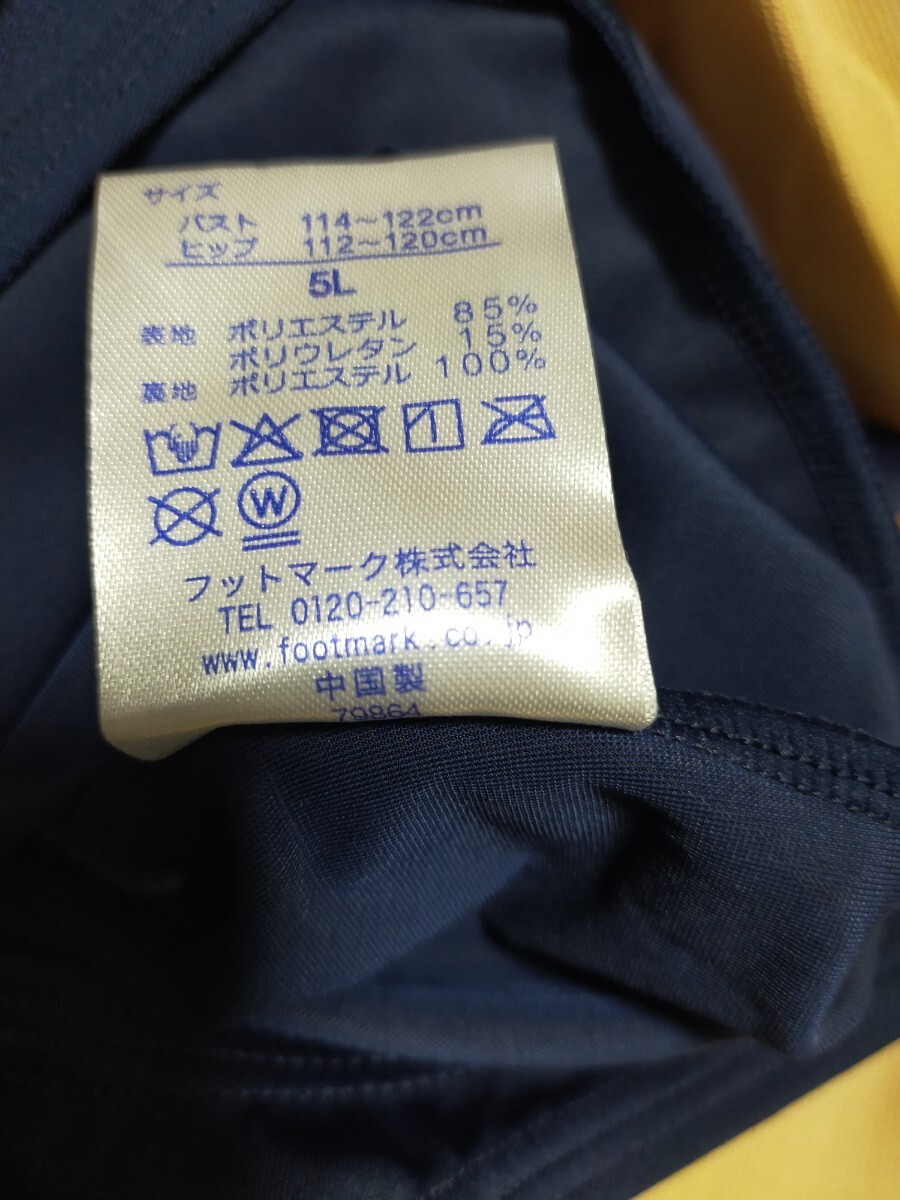 サイズ
バスト 114～122cm
ヒップ 112～120cm
5L
表地 ポリエステル 85%
ポリウレタン 15%
裏地 ポリエステル 100%
W
フットマーク株式会社
TEL 0120-210-657
www.footmark.co.jp
中国製
79864